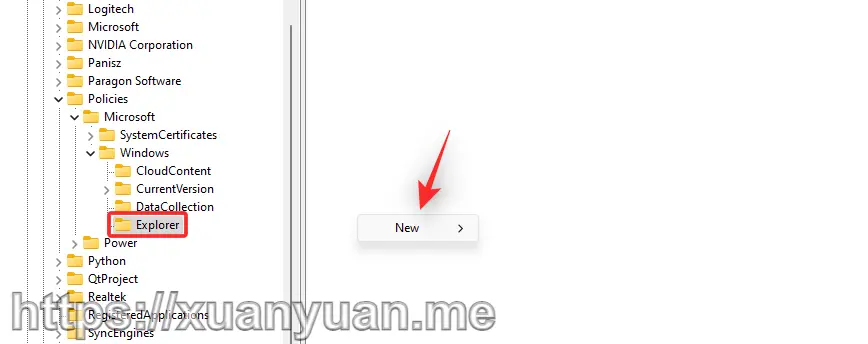 Logitech
Microsoft
NVIDIA Corporation
Panisz
Paragon Software
Policies
Microsoft
SystemCertificates
Windows
CloudContent
CurrentVersion
DataCollection
Explorer
New
Power
Python
QtProject
Realtek
RegisteredApplications
SyncEngines
https://xuanyuan.me